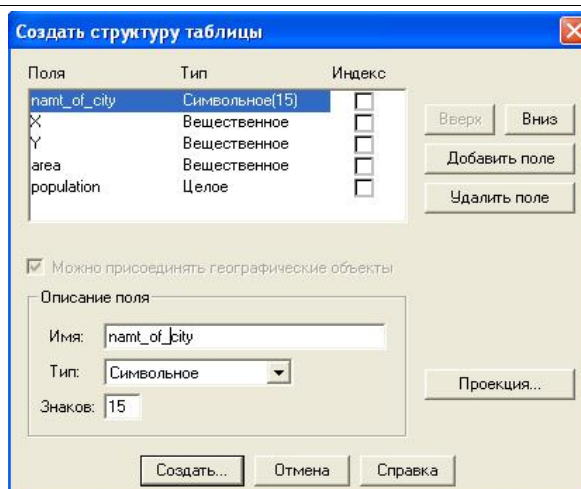 Создать структуру таблицы
Поля Тип Индекс
namt_of_city Символьное(15)
X Вещественное
Y Вещественное
area Вещественное
population Целое
Вверх Вниз
Добавить поле
Удалить поле
Можно присоединять географические объекты
Описание поля
Имя: namt_of_city
Тип: Символьное
Знаков: 15
Проекция...
Создать... Отмена Справка